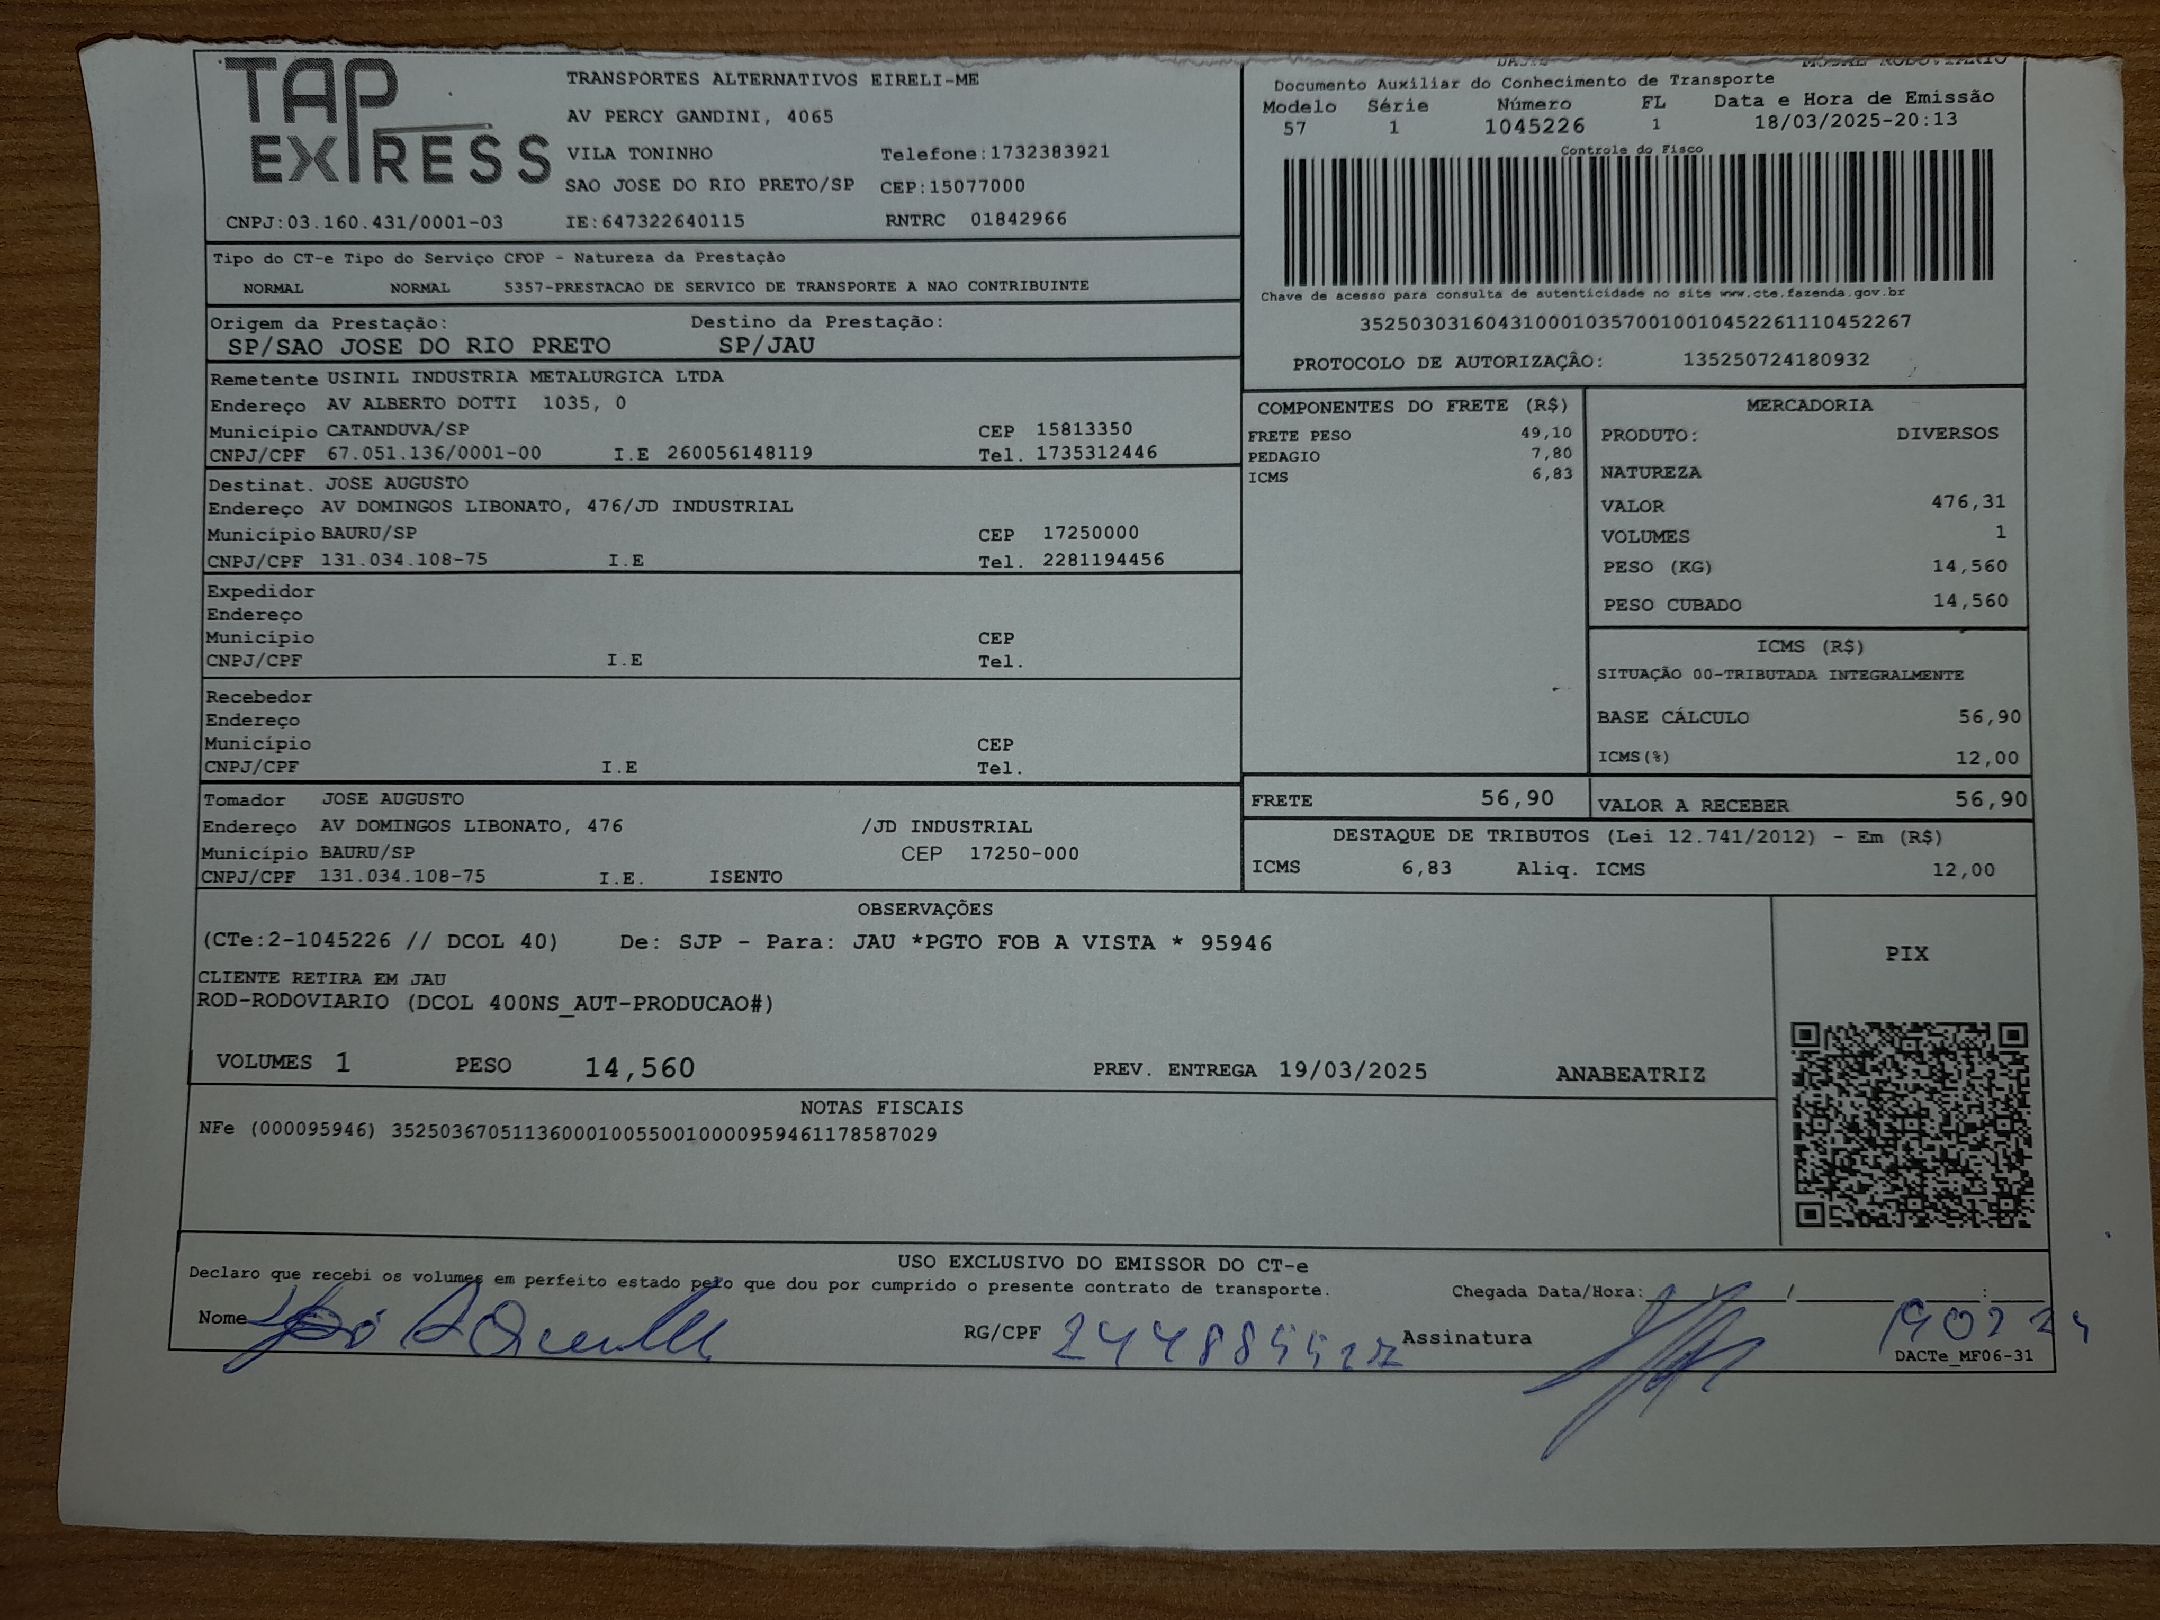 TAP EXPRESS
TRANSPORTES ALTERNATIVOS EIRELI-ME
AV PERCY GANDINI, 4065
VILA TONINHO Telefone:1732383921
SAO JOSE DO RIO PRETO/SP CEP:15077000
CNPJ:03.160.431/0001-03 IE:647322640115 RNTRC 01842966
Documento Auxiliar do Conhecimento de Transporte
Modelo Série Número FL Data e Hora de Emissão
57 1 1045226 1 18/03/2025-20:13
Controle do Fisco
Chave de acesso para consulta de autenticidade no site www.cte.fazenda.gov.br
35250303160431000103570010010452261110452267
PROTOCOLO DE AUTORIZAÇÃO: 135250724180932
Tipo do CT-e Tipo do Serviço CFOP - Natureza da Prestação
NORMAL NORMAL 5357-PRESTACAO DE SERVICO DE TRANSPORTE A NAO CONTRIBUINTE
Origem da Prestação: Destino da Prestação:
SP/SAO JOSE DO RIO PRETO SP/JAU
Remetente USINIL INDUSTRIA METALURGICA LTDA
Endereço AV ALBERTO DOTTI 1035, 0
Município CATANDUVA/SP CEP 15813350
CNPJ/CPF 67.051.136/0001-00 I.E 260056148119 Tel. 1735312446
Destinat. JOSE AUGUSTO
Endereço AV DOMINGOS LIBONATO, 476/JD INDUSTRIAL
Município BAURU/SP CEP 17250000
CNPJ/CPF 131.034.108-75 I.E Tel. 2281194456
Expedidor
Endereço
Município CEP
CNPJ/CPF I.E Tel.
Recebedor
Endereço
Município CEP
CNPJ/CPF I.E Tel.
Tomador JOSE AUGUSTO
Endereço AV DOMINGOS LIBONATO, 476 /JD INDUSTRIAL
Município BAURU/SP CEP 17250-000
CNPJ/CPF 131.034.108-75 I.E. ISENTO
COMPONENTES DO FRETE (R$)
FRETE PESO 49,10
PEDAGIO 7,80
ICMS 6,83
MERCADORIA
PRODUTO: DIVERSOS
NATUREZA
VALOR 476,31
VOLUMES 1
PESO (KG) 14,560
PESO CUBADO 14,560
ICMS (R$)
SITUAÇÃO 00-TRIBUTADA INTEGRALMENTE
BASE CÁLCULO 56,90
ICMS(%) 12,00
FRETE 56,90 VALOR A RECEBER 56,90
DESTAQUE DE TRIBUTOS (Lei 12.741/2012) - Em (R$)
ICMS 6,83 Aliq. ICMS 12,00
OBSERVAÇÕES
(CTe:2-1045226 // DCOL 40) De: SJP - Para: JAU *PGTO FOB A VISTA * 95946
CLIENTE RETIRA EM JAU
ROD-RODOVIARIO (DCOL 400NS_AUT-PRODUCAO#)
VOLUMES 1 PESO 14,560 PREV. ENTREGA 19/03/2025 ANABEATRIZ
PIX
NOTAS FISCAIS
NFe (000095946) 35250367051136000100550010000959461178587029
USO EXCLUSIVO DO EMISSOR DO CT-e
Declaro que recebi os volumes em perfeito estado pelo que dou por cumprido o presente contrato de transporte. Chegada Data/Hora:____/____/____ ____:____
Nome RG/CPF Assinatura
DACTe_MF06-31